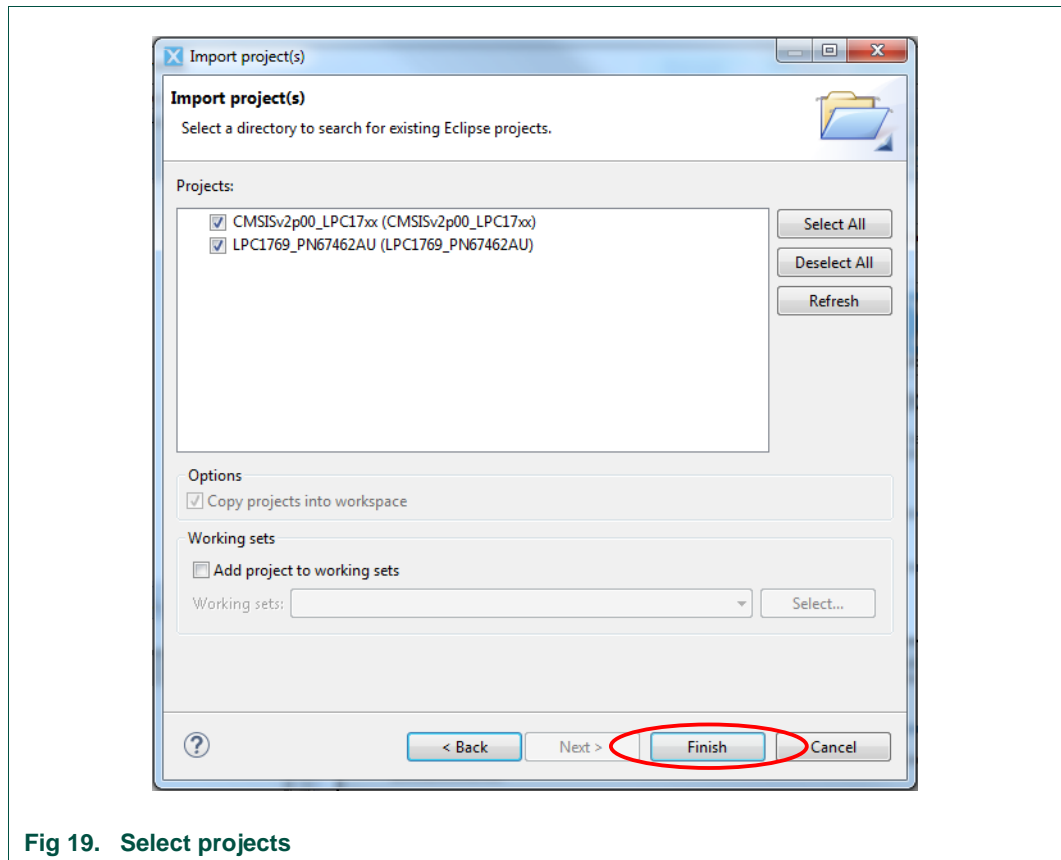 Import project(s)
Import project(s)
Select a directory to search for existing Eclipse projects.
Projects:
CMSISv2p00_LPC17xx (CMSISv2p00_LPC17xx)
LPC1769_PN67462AU (LPC1769_PN67462AU)
Select All
Deselect All
Refresh
Options
Copy projects into workspace
Working sets
Add project to working sets
Working sets:
Select...
?
< Back
Next >
Finish
Cancel
Fig 19. Select projects